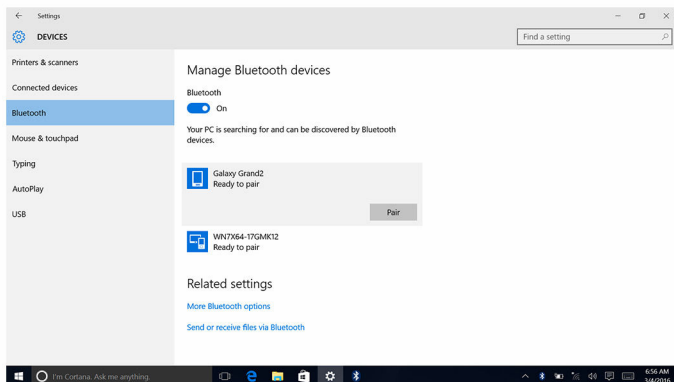 Settings
DEVICES
Find a setting
Printers & scanners
Connected devices
Bluetooth
Mouse & touchpad
Typing
AutoPlay
USB
Manage Bluetooth devices
Bluetooth
On
Your PC is searching for and can be discovered by Bluetooth
devices.
Galaxy Grand2
Ready to pair
Pair
WN7X64-17GMK12
Ready to pair
Related settings
More Bluetooth options
Send or receive files via Bluetooth
I'm Cortana. Ask me anything.
6:56 AM
3/4/2016